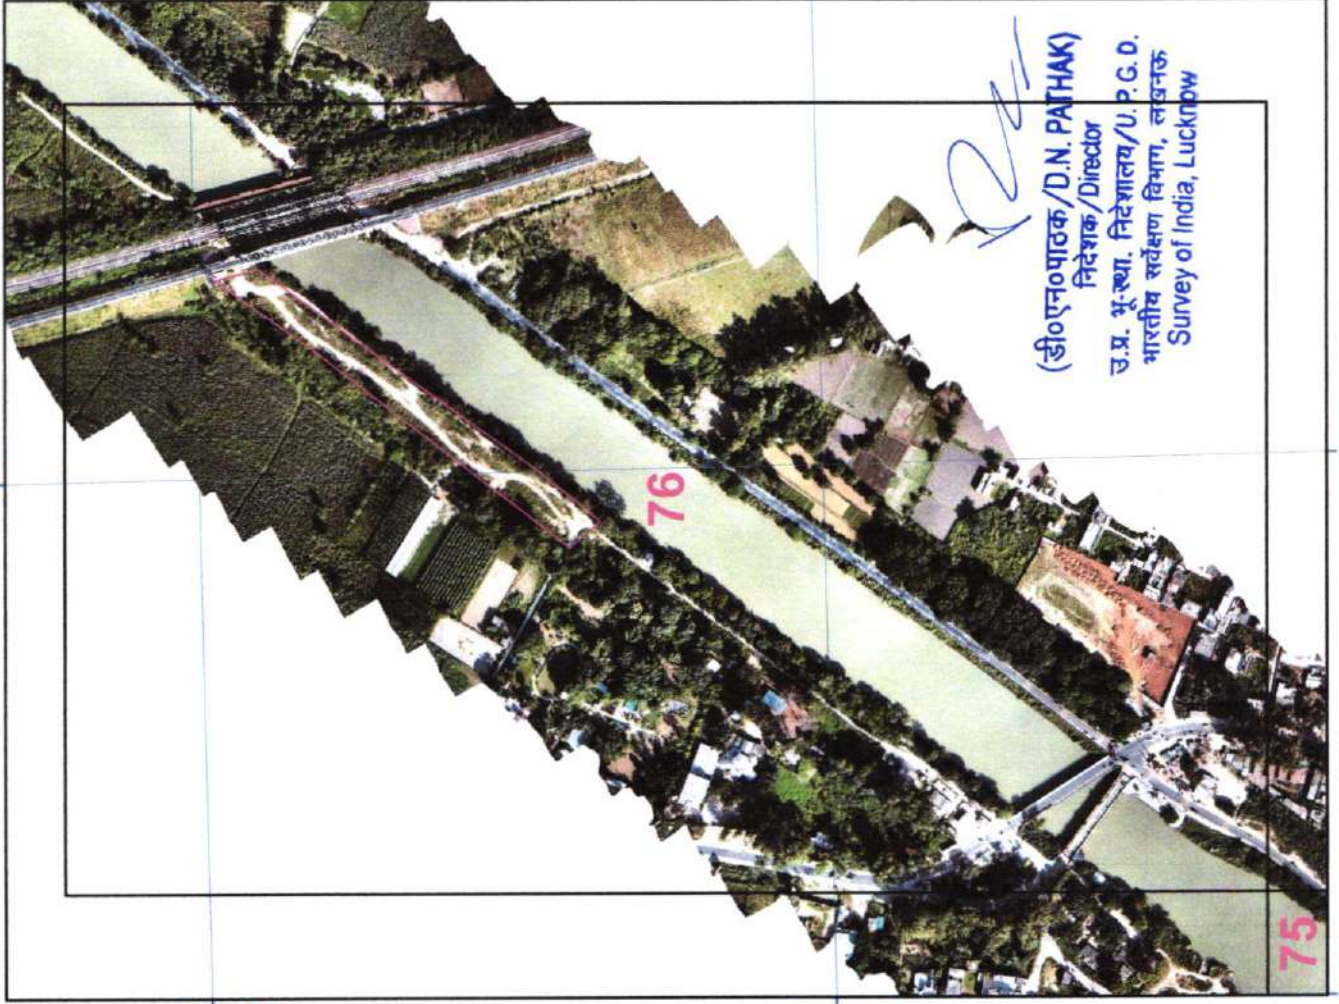 76
(डी०एन०पाठक/D.N. PATHAK)
निदेशक/Director
उ.प्र. भू-स्था. निदेशालय/U.P.G.D.
भारतीय सर्वेक्षण विभाग, लखनऊ
Survey of India, Lucknow
75